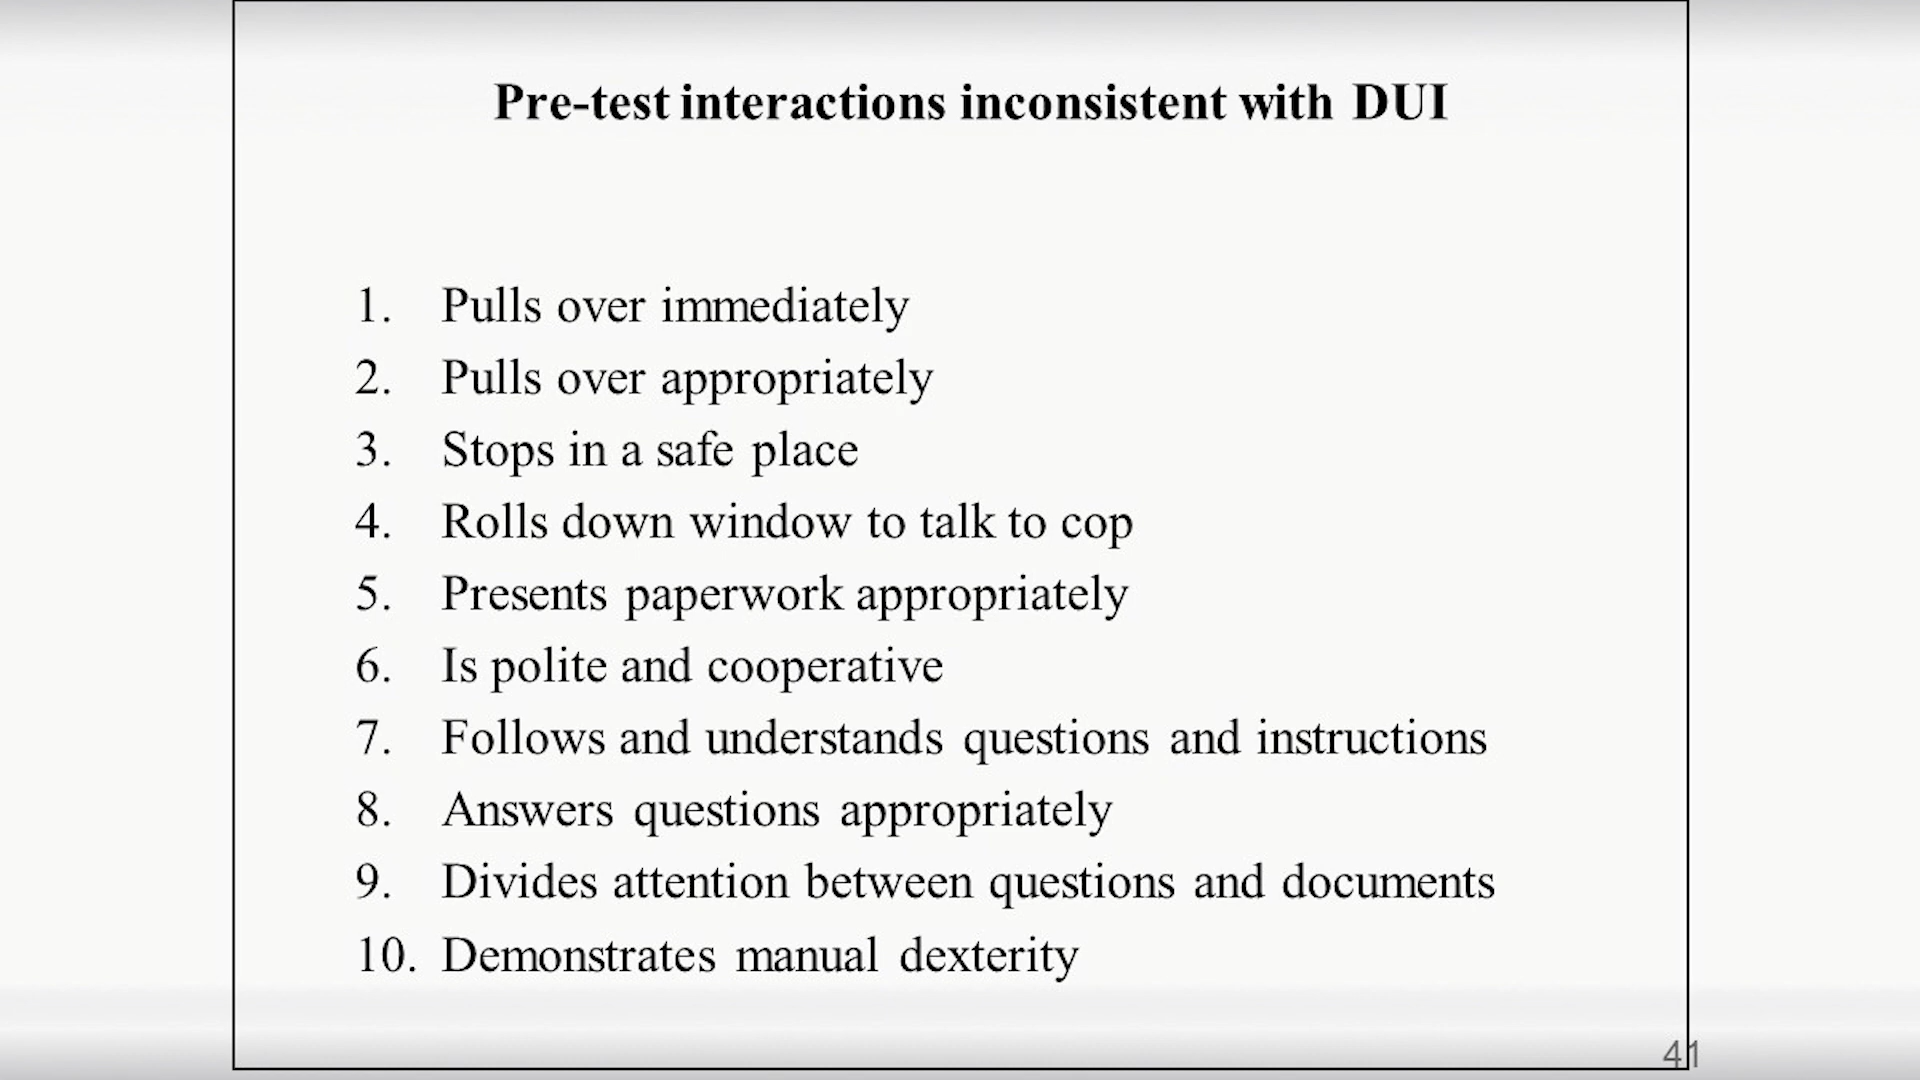 Pre-test interactions inconsistent with DUI
1. Pulls over immediately
2. Pulls over appropriately
3. Stops in a safe place
4. Rolls down window to talk to cop
5. Presents paperwork appropriately
6. Is polite and cooperative
7. Follows and understands questions and instructions
8. Answers questions appropriately
9. Divides attention between questions and documents
10. Demonstrates manual dexterity
41